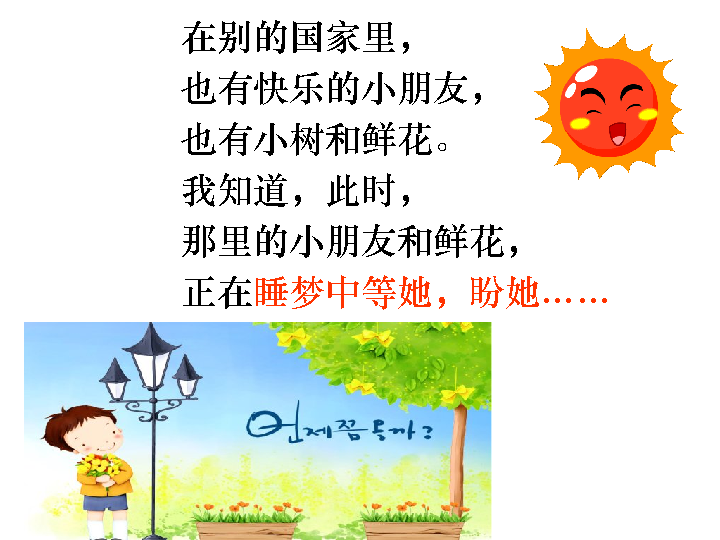 在别的国家里，
也有快乐的小朋友，
也有小树和鲜花。
我知道，此时，
那里的小朋友和鲜花，
正在睡梦中等她，盼她……
언제쯤 올까?